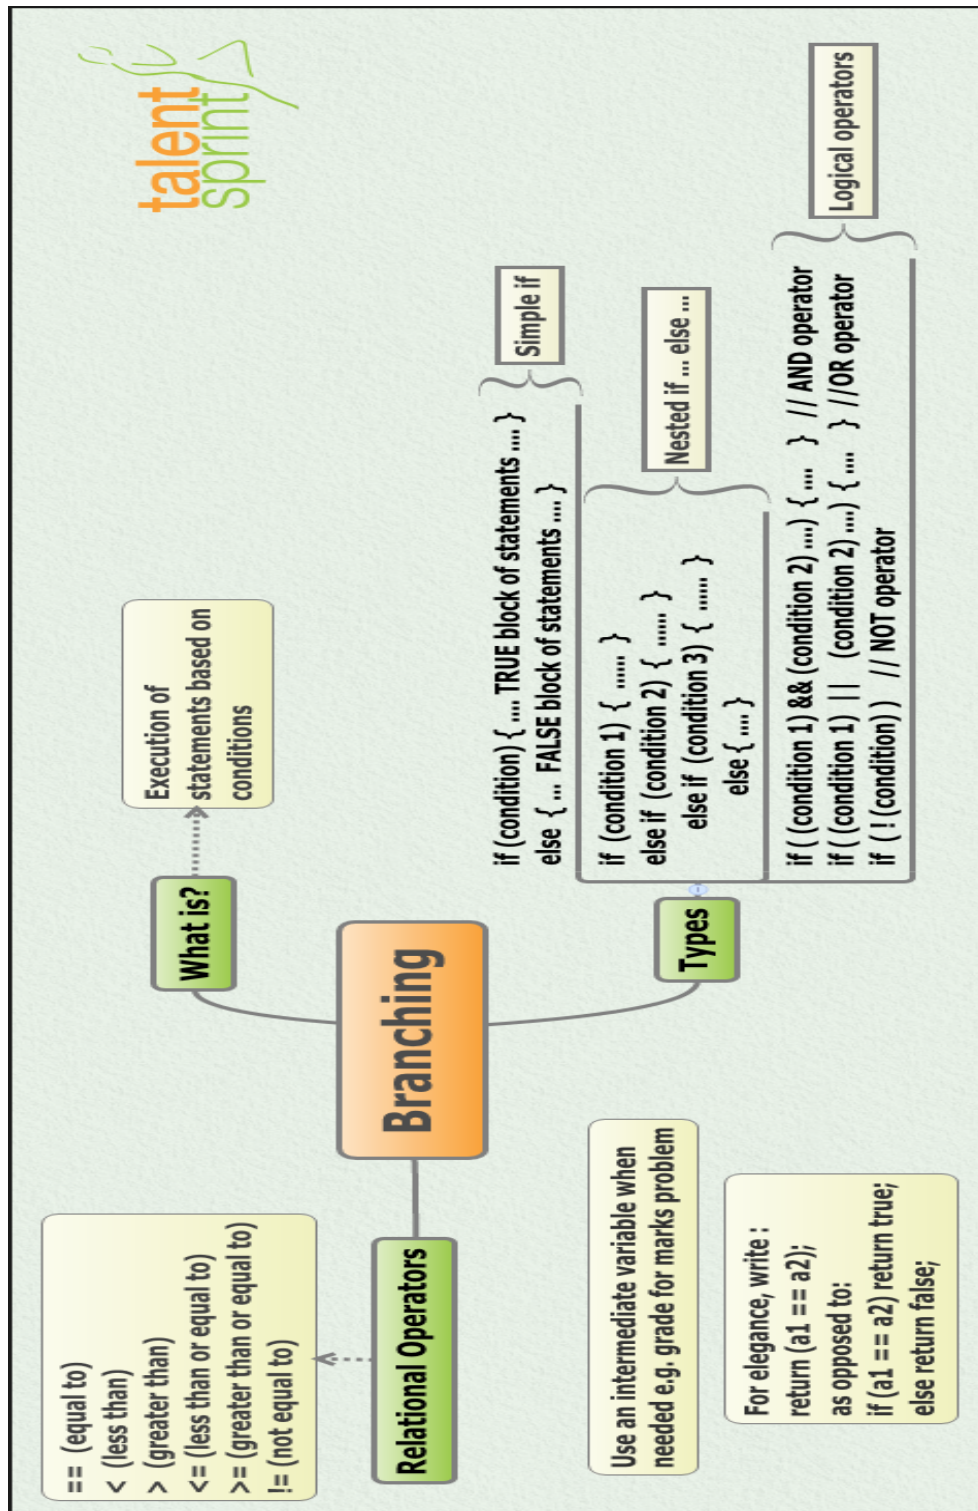 talent
sprint
What is?
Execution of
statements based on
conditions
Relational Operators
== (equal to)
< (less than)
> (greater than)
<= (less than or equal to)
>= (greater than or equal to)
!= (not equal to)
Branching
Types
if (condition) { .... TRUE block of statements .... }
else { ... FALSE block of statements .... }
Simple if
if (condition 1) { ...... }
else if (condition 2) { ...... }
else if (condition 3) { ...... }
else { .... }
Nested if ... else ...
if ( (condition 1) && (condition 2) ....) { .... } // AND operator
if ( (condition 1) || (condition 2) ....) { .... } //OR operator
if ( ! (condition) ) // NOT operator
Logical operators
Use an intermediate variable when
needed e.g. grade for marks problem
For elegance, write :
return (a1 == a2);
as opposed to:
if (a1 == a2) return true;
else return false;